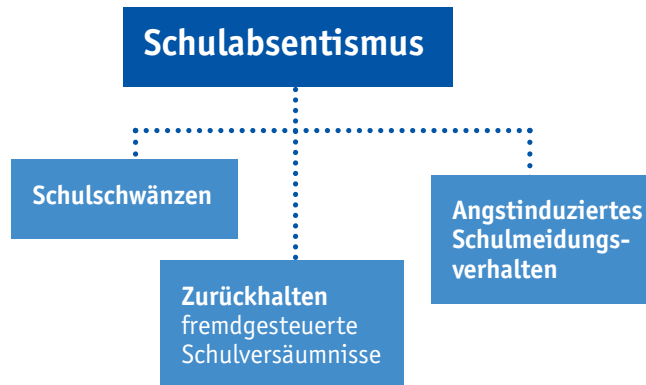 Schulabsentismus
Schulschwänzen
Angstinduziertes
Schulmeidungs-
verhalten
Zurückhalten
fremdgesteuerte
Schulversäumnisse